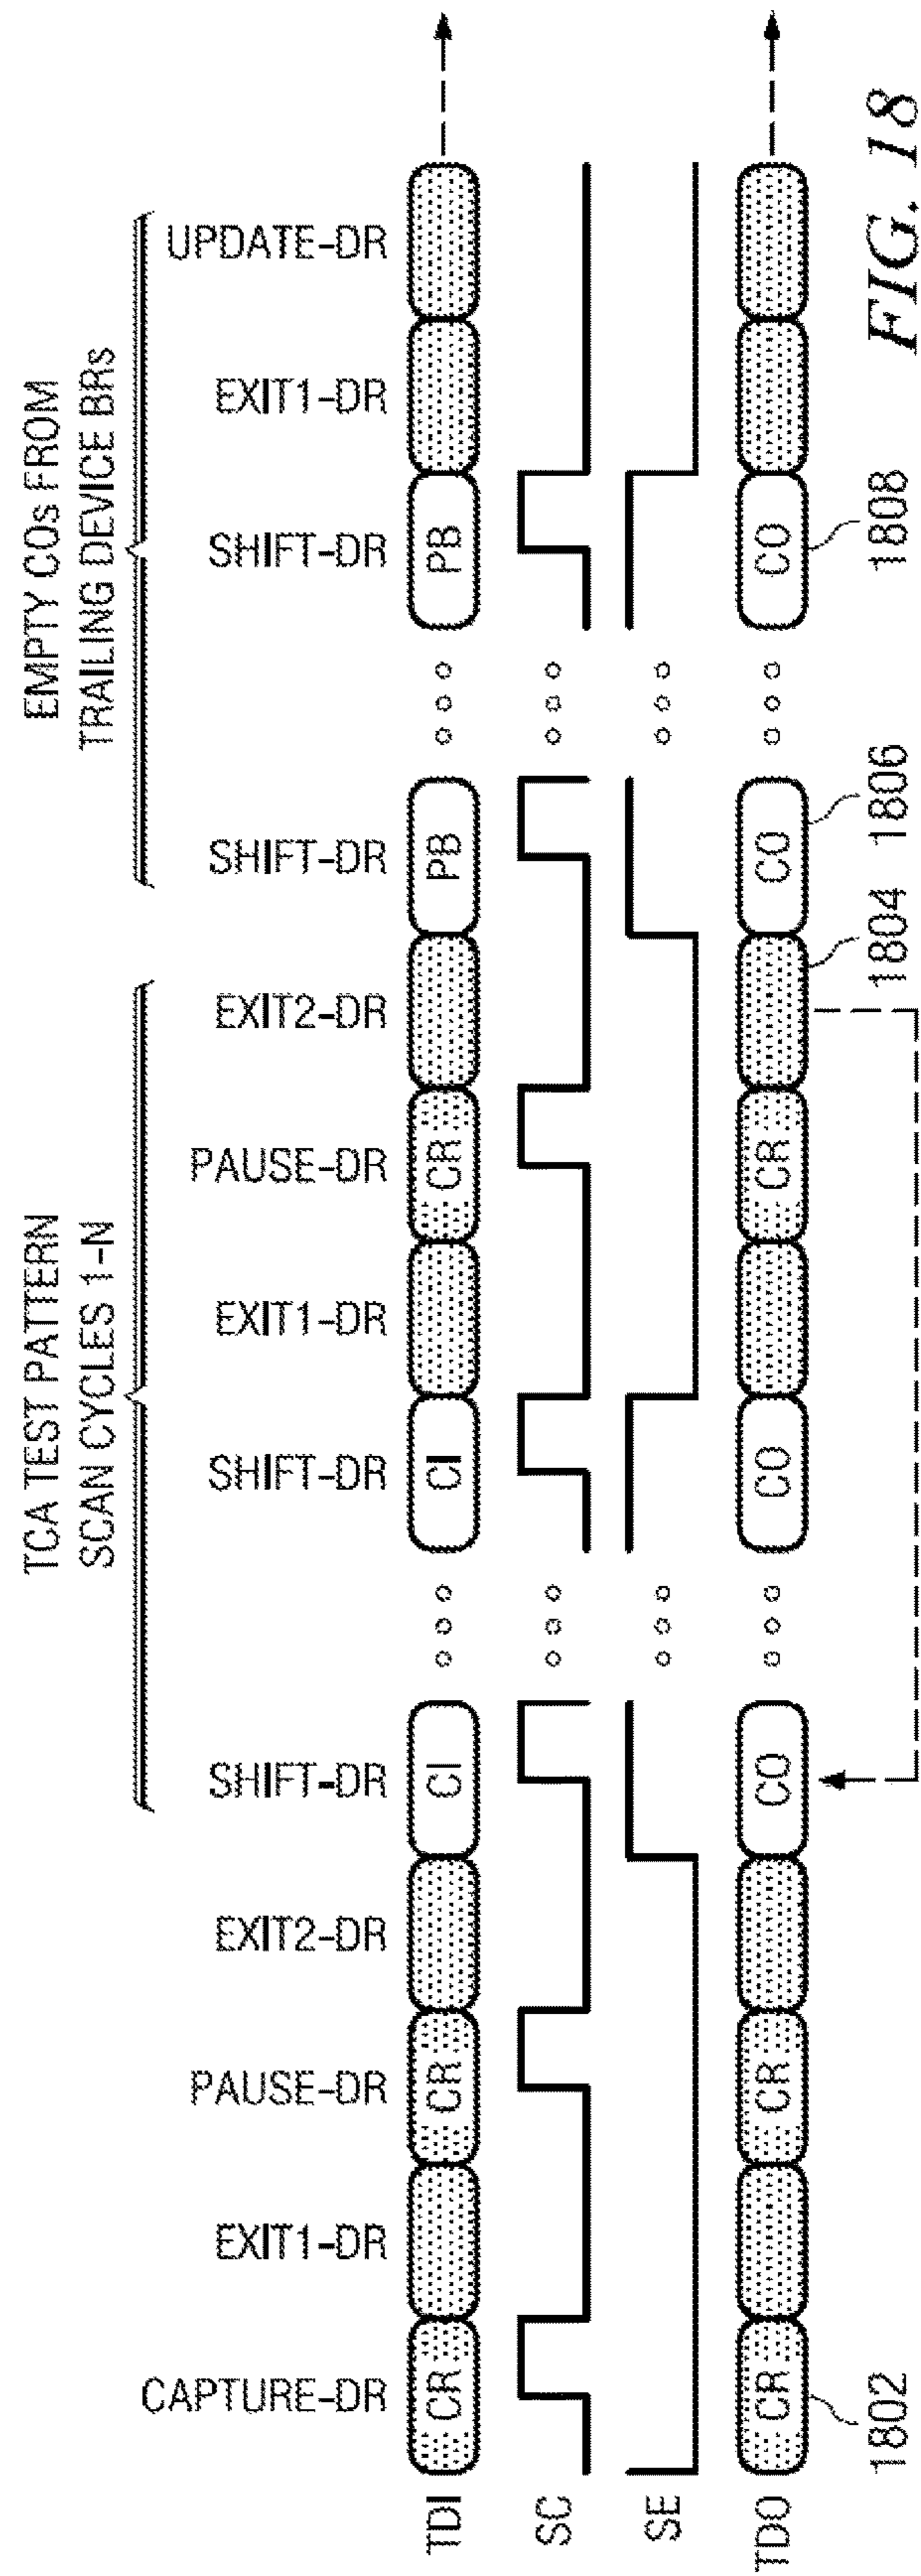 TCA TEST PATTERN
SCAN CYCLES 1-N
EMPTY COs FROM
TRAILING DEVICE BRs
CAPTURE-DR
EXIT1-DR
PAUSE-DR
EXIT2-DR
SHIFT-DR
SHIFT-DR
EXIT1-DR
PAUSE-DR
EXIT2-DR
SHIFT-DR
SHIFT-DR
EXIT1-DR
UPDATE-DR
TDI
CR
CR
CI
CI
CR
PB
PB
SC
SE
TDO
CR
CR
CO
CO
CR
CO
CO
1802
1804
1806
1808
FIG. 18